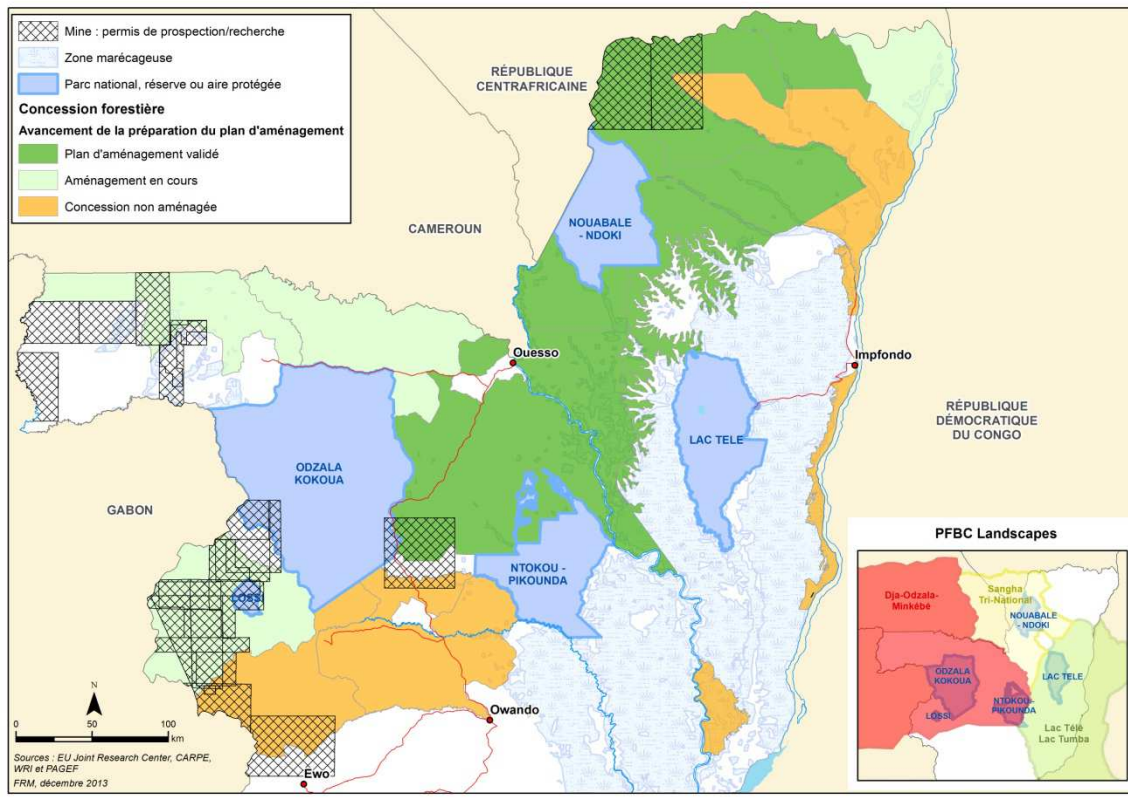 Mine : permis de prospection/recherche
Zone marécageuse
Parc national, réserve ou aire protégée
Concession forestière
Avancement de la préparation du plan d'aménagement
Plan d'aménagement validé
Aménagement en cours
Concession non aménagée
RÉPUBLIQUE
CENTRAFRICAINE
CAMEROUN
NOUABALE
- NDOKI
Ouesso
Impfondo
RÉPUBLIQUE
DÉMOCRATIQUE
DU CONGO
LAC TELE
ODZALA
KOKOUA
GABON
NTOKOU -
PIKOUNDA
LOSSI
Owando
Ewo
N
0 50 100
km
Sources : EU Joint Research Center, CARPE,
WRI et PAGEF
FRM, décembre 2013
PFBC Landscapes
Dja-Odzala-
Minkébé
Sangha
Tri-National
NOUABALE
- NDOKI
ODZALA
KOKOUA
LAC TELE
NTOKOU-
PIKOUNDA
LOSSI
Lac Télé
Lac Tumba